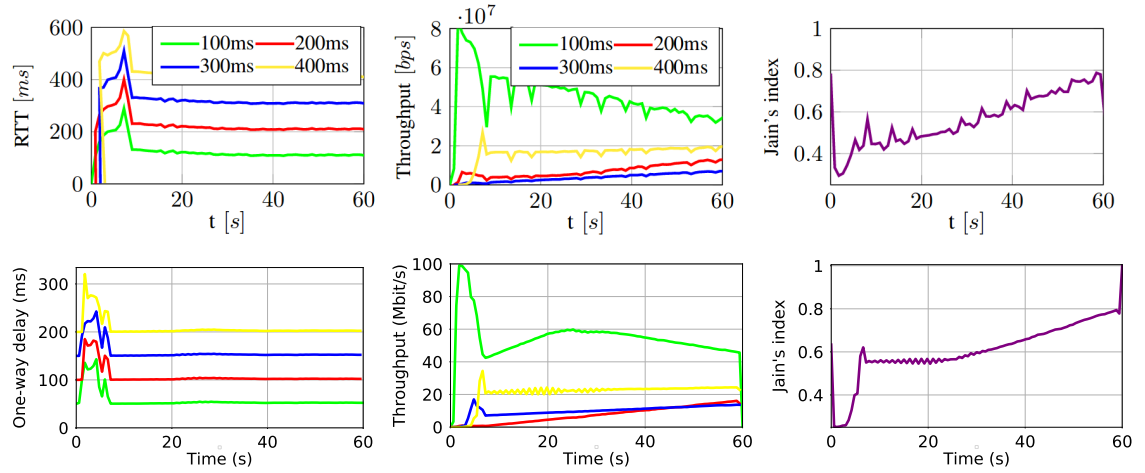 ·10^7
600
400
200
0
RTT [ms]
100ms
200ms
300ms
400ms
0
20
40
60
t [s]
8
6
4
2
0
Throughput [bps]
100ms
200ms
300ms
400ms
0
20
40
60
t [s]
1
0.8
0.6
0.4
Jain's index
0
20
40
60
t [s]
300
200
100
0
One-way delay (ms)
0
20
40
60
Time (s)
100
80
60
40
20
0
Throughput (Mbit/s)
0
20
40
60
Time (s)
1
0.8
0.6
0.4
Jain's index
0
20
40
60
Time (s)